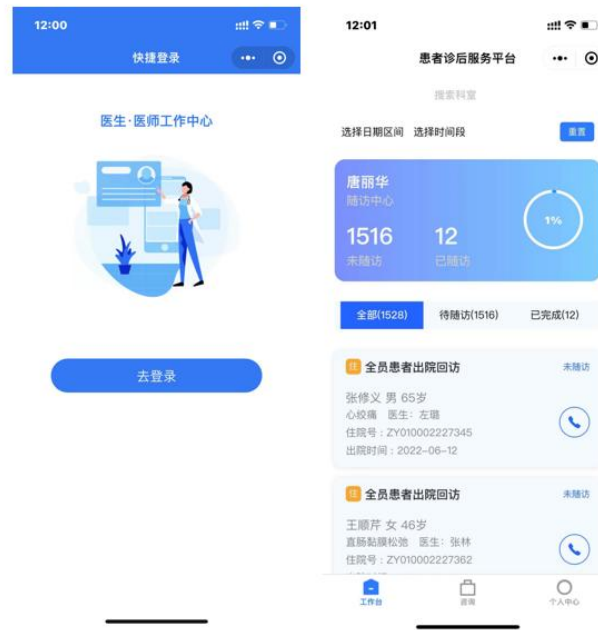 12:00
快捷登录
医生·医师工作中心
去登录
12:01
患者诊后服务平台
搜索科室
选择日期区间 选择时间段 重置
唐丽华
随访中心
1516 12
未随访 已随访
1%
全部(1528) 待随访(1516) 已完成(12)
住 全员患者出院回访 未随访
张修义 男 65岁
心绞痛 医生：左璐
住院号：ZY010002227345
出院时间：2022-06-12
住 全员患者出院回访 未随访
王顺芹 女 46岁
直肠黏膜松弛 医生：张林
住院号：ZY010002227362
工作台 咨询 个人中心